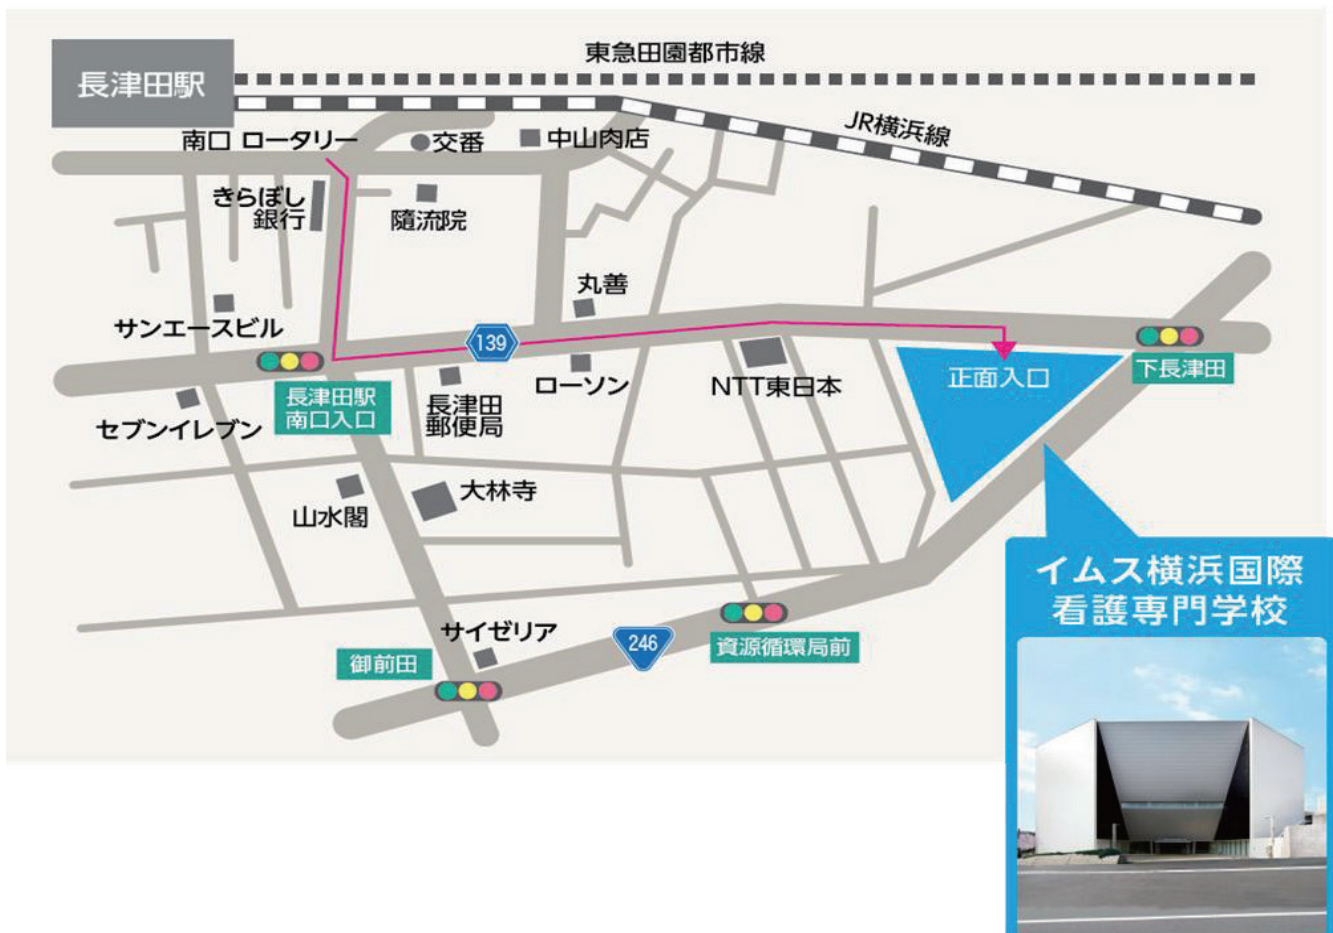 東急田園都市線
長津田駅
JR横浜線
南口 ロータリー
交番
中山肉店
きらぼし
銀行
隨流院
丸善
サンエースビル
139
ローソン
NTT東日本
正面入口
下長津田
長津田駅
南口入口
長津田
郵便局
セブンイレブン
大林寺
山水閣
イムス横浜国際
看護専門学校
サイゼリア
246
資源循環局前
御前田